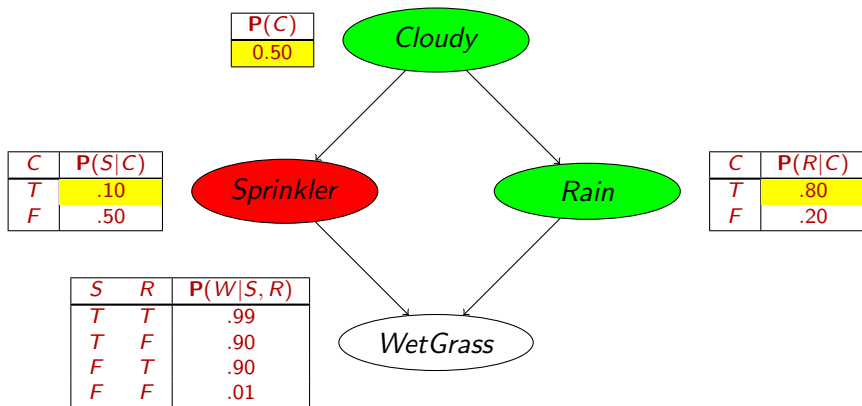 P(C)
0.50
Cloudy
C P(S|C)
T .10
F .50
Sprinkler
Rain
C P(R|C)
T .80
F .20
S R P(W|S, R)
T T .99
T F .90
F T .90
F F .01
WetGrass